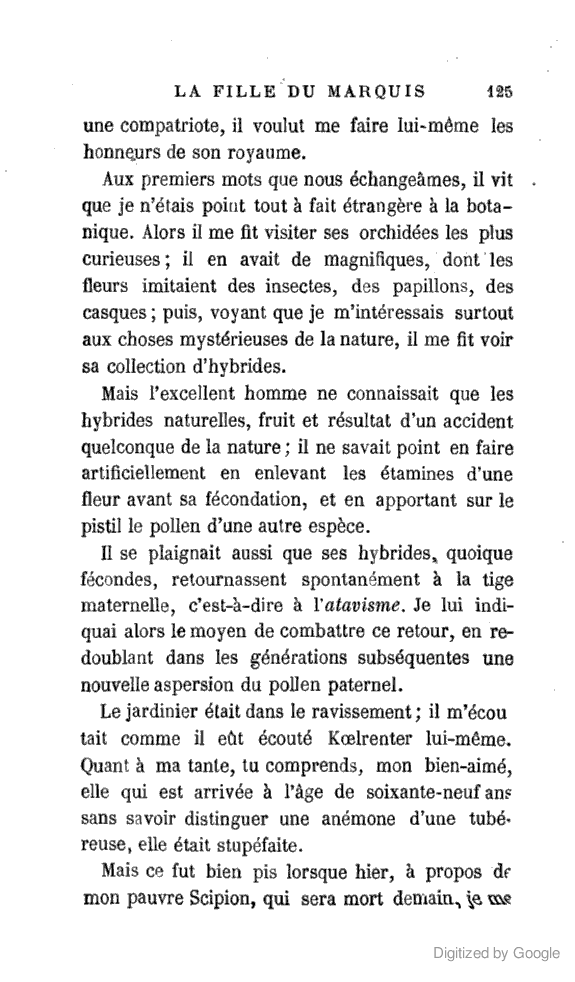 LA FILLE DU MARQUIS 125
une compatriote, il voulut me faire lui-même les
honneurs de son royaume.
Aux premiers mots que nous échangeâmes, il vit
que je n'étais point tout à fait étrangère à la bota-
nique. Alors il me fit visiter ses orchidées les plus
curieuses ; il en avait de magnifiques, dont les
fleurs imitaient des insectes, des papillons, des
casques ; puis, voyant que je m'intéressais surtout
aux choses mystérieuses de la nature, il me fit voir
sa collection d'hybrides.
Mais l'excellent homme ne connaissait que les
hybrides naturelles, fruit et résultat d'un accident
quelconque de la nature ; il ne savait point en faire
artificiellement en enlevant les étamines d'une
fleur avant sa fécondation, et en apportant sur le
pistil le pollen d'une autre espèce.
Il se plaignait aussi que ses hybrides, quoique
fécondes, retournassent spontanément à la tige
maternelle, c'est-à-dire à l'atavisme. Je lui indi-
quai alors le moyen de combattre ce retour, en re-
doublant dans les générations subséquentes une
nouvelle aspersion du pollen paternel.
Le jardinier était dans le ravissement ; il m'écou
tait comme il eût écouté Kœlrenter lui-même.
Quant à ma tante, tu comprends, mon bien-aimé,
elle qui est arrivée à l'âge de soixante-neuf ans
sans savoir distinguer une anémone d'une tubé-
reuse, elle était stupéfaite.
Mais ce fut bien pis lorsque hier, à propos de
mon pauvre Scipion, qui sera mort demain, je me
Digitized by Google